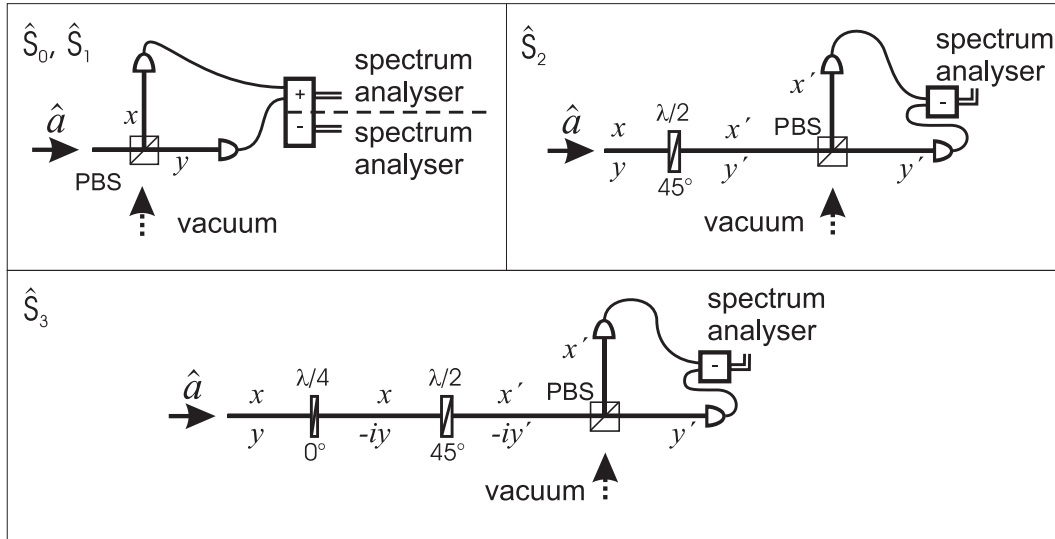 Ŝ₀, Ŝ₁
spectrum
analyser
spectrum
analyser
+
-
x
â
y
PBS
vacuum
Ŝ₂
spectrum
analyser
-
x´
λ/2
â
x
x´
PBS
y
y´
y´
45°
vacuum
Ŝ₃
spectrum
analyser
-
x´
λ/4
λ/2
PBS
â
x
x
x´
y
-iy
-iy´
y´
0°
45°
vacuum